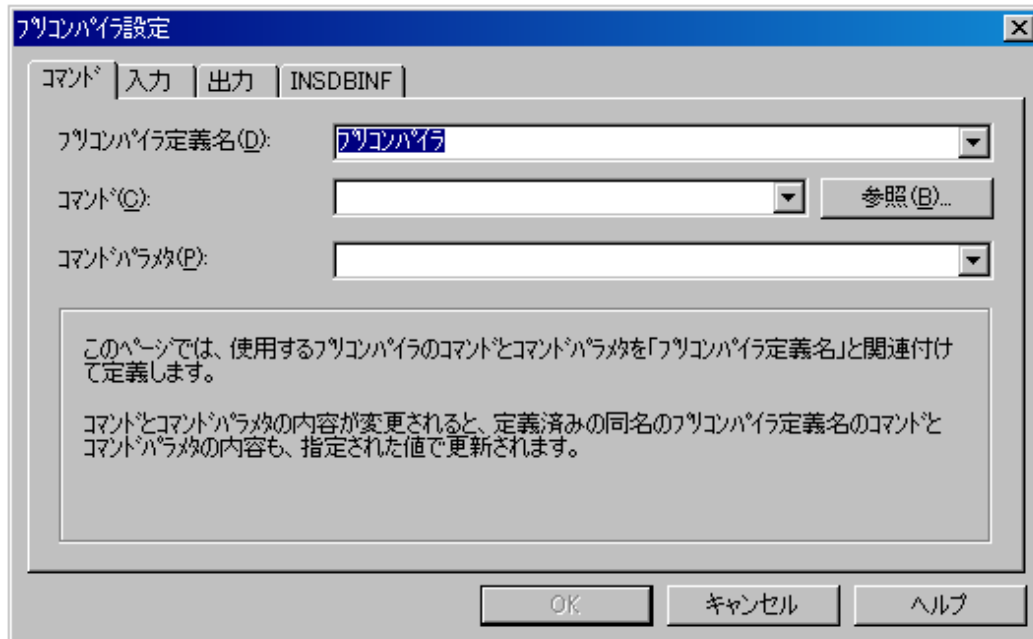 ﾌﾟﾘｺﾝﾊﾟｲﾗ設定
ｺﾏﾝﾄﾞ 入力 出力 INSDBINF
ﾌﾟﾘｺﾝﾊﾟｲﾗ定義名(D):
ﾌﾟﾘｺﾝﾊﾟｲﾗ
ｺﾏﾝﾄﾞ(C):
参照(B)...
ｺﾏﾝﾄﾞﾊﾟﾗﾒﾀ(P):
このﾍﾟｰｼﾞでは、使用するﾌﾟﾘｺﾝﾊﾟｲﾗのｺﾏﾝﾄﾞとｺﾏﾝﾄﾞﾊﾟﾗﾒﾀを｢ﾌﾟﾘｺﾝﾊﾟｲﾗ定義名｣と関連付け
て定義します。
ｺﾏﾝﾄﾞとｺﾏﾝﾄﾞﾊﾟﾗﾒﾀの内容が変更されると、定義済みの同名のﾌﾟﾘｺﾝﾊﾟｲﾗ定義名のｺﾏﾝﾄﾞと
ｺﾏﾝﾄﾞﾊﾟﾗﾒﾀの内容も、指定された値で更新されます。
OK キャンセル ヘルプ